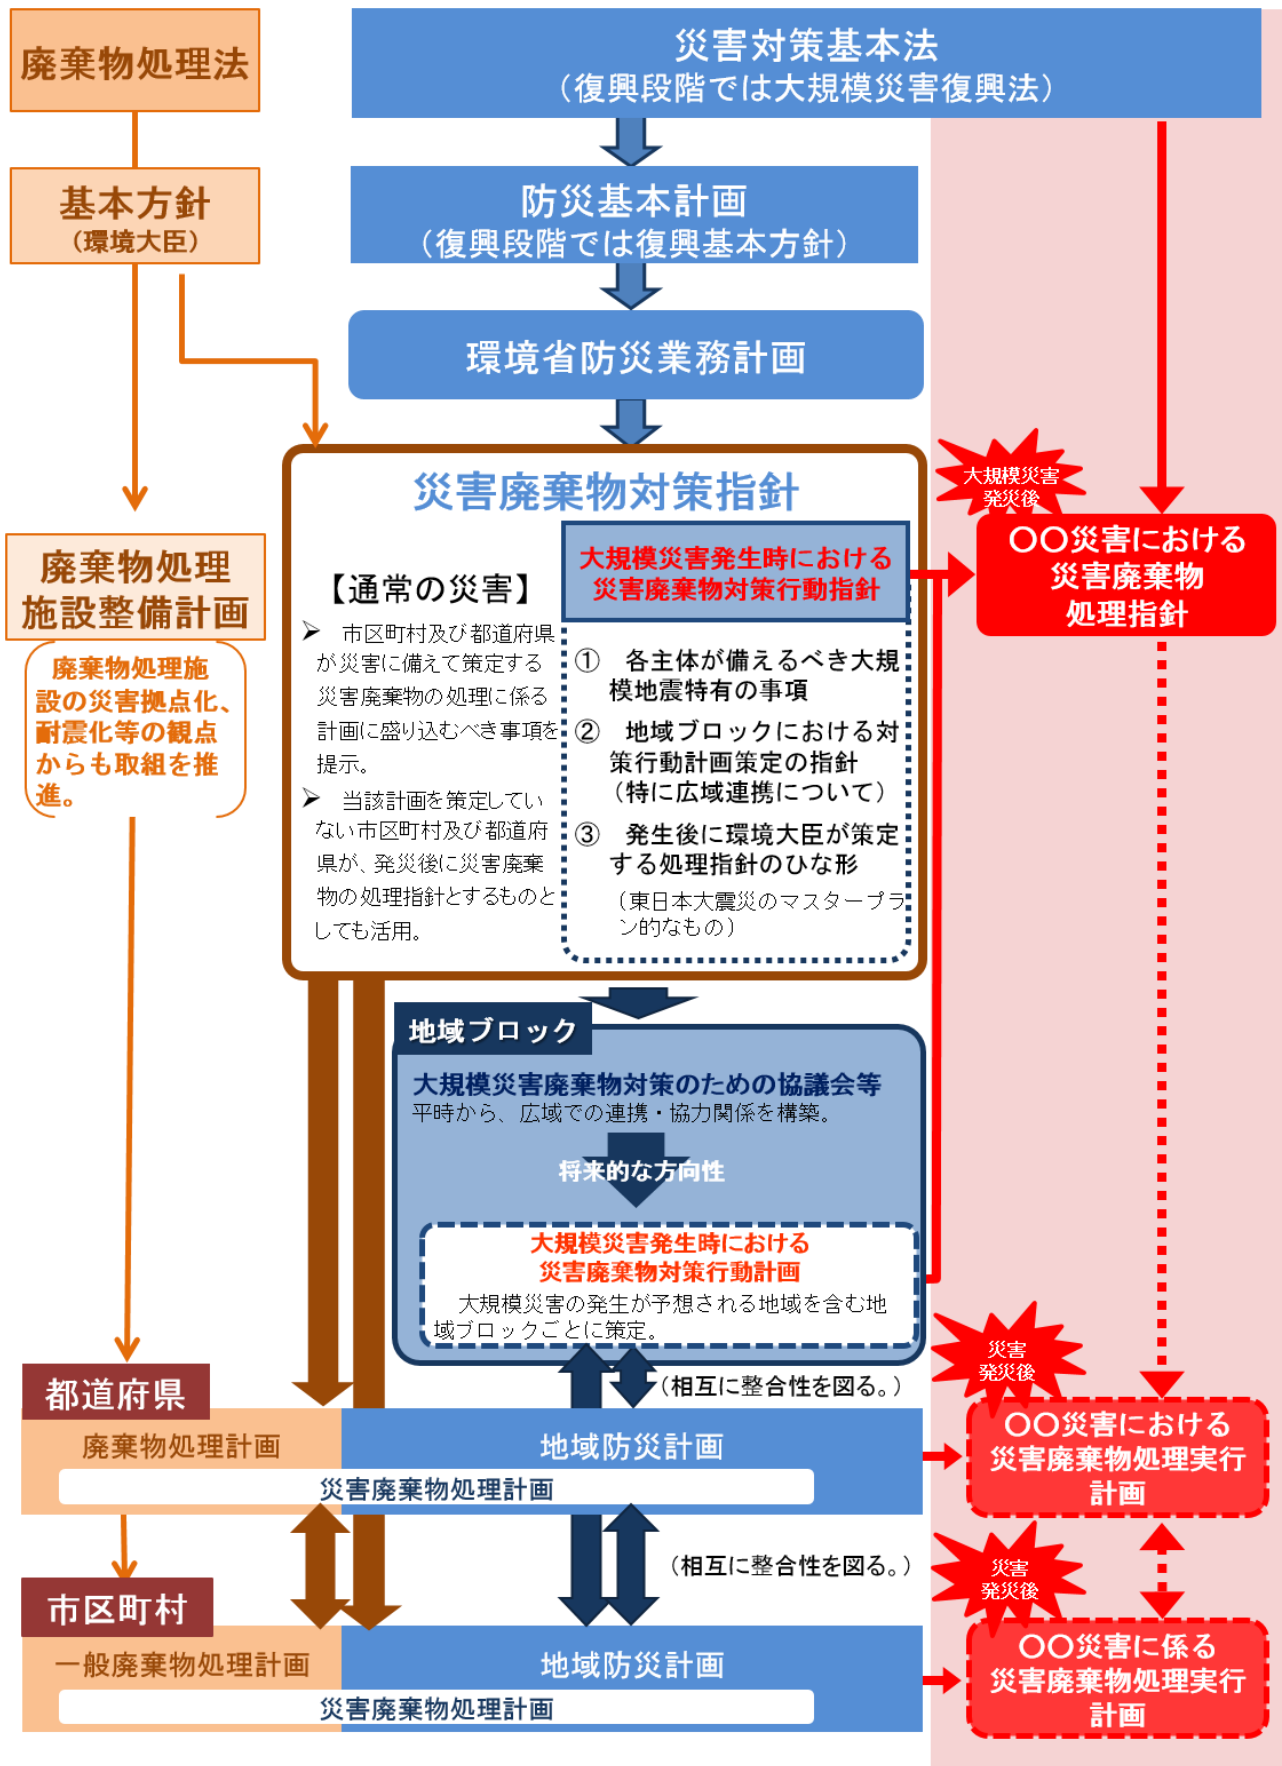 廃棄物処理法
災害対策基本法
（復興段階では大規模災害復興法）
基本方針
（環境大臣）
防災基本計画
（復興段階では復興基本方針）
環境省防災業務計画
大規模災害
発災後
災害廃棄物対策指針
〇〇災害における
災害廃棄物
処理指針
廃棄物処理
施設整備計画
廃棄物処理施
設の災害拠点化、
耐震化等の観点
からも取組を推
進。
【通常の災害】
➢ 市区町村及び都道府県
が災害に備えて策定する
災害廃棄物の処理に係る
計画に盛り込むべき事項を
提示。
➢ 当該計画を策定してい
ない市区町村及び都道府
県が、発災後に災害廃棄
物の処理指針とするものと
しても活用。
大規模災害発生時における
災害廃棄物対策行動指針
① 各主体が備えるべき大規
模地震特有の事項
② 地域ブロックにおける対
策行動計画策定の指針
（特に広域連携について）
③ 発生後に環境大臣が策定
する処理指針のひな形
（東日本大震災のマスタープラ
ン的なもの）
地域ブロック
大規模災害廃棄物対策のための協議会等
平時から、広域での連携・協力関係を構築。
将来的な方向性
大規模災害発生時における
災害廃棄物対策行動計画
大規模災害の発生が予想される地域を含む地
域ブロックごとに策定。
災害
発災後
（相互に整合性を図る。）
都道府県
廃棄物処理計画
地域防災計画
災害廃棄物処理計画
〇〇災害における
災害廃棄物処理実行
計画
（相互に整合性を図る。）
災害
発災後
市区町村
一般廃棄物処理計画
地域防災計画
災害廃棄物処理計画
〇〇災害に係る
災害廃棄物処理実行
計画